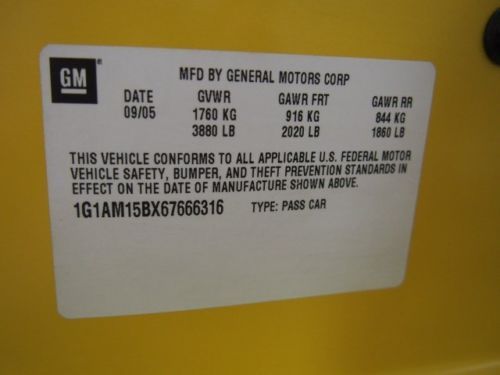 GM
MFD BY GENERAL MOTORS CORP
DATE GVWR GAWR FRT GAWR RR
09/05 1760 KG 916 KG 844 KG
3880 LB 2020 LB 1860 LB
THIS VEHICLE CONFORMS TO ALL APPLICABLE U.S. FEDERAL MOTOR
VEHICLE SAFETY, BUMPER, AND THEFT PREVENTION STANDARDS IN
EFFECT ON THE DATE OF MANUFACTURE SHOWN ABOVE.
1G1AM15BX67666316 TYPE: PASS CAR